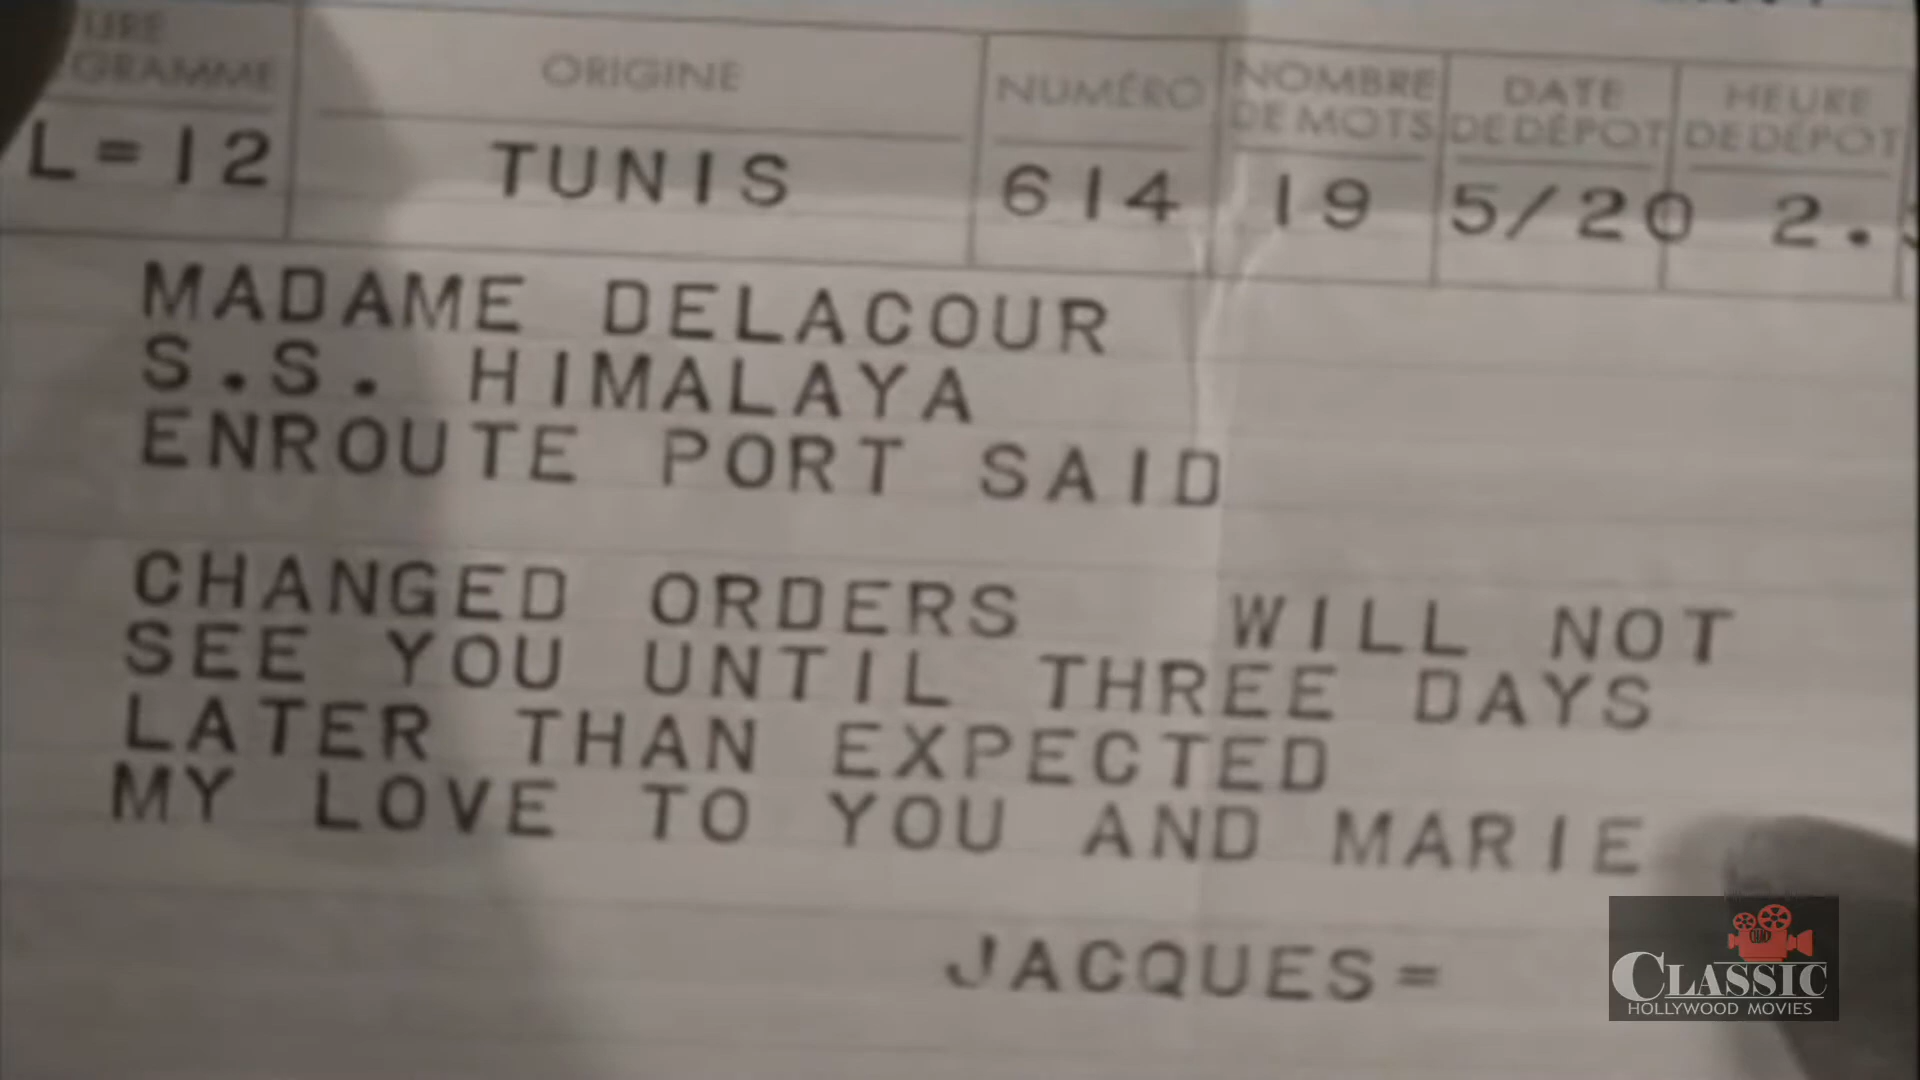 ORIGINE NUMÉRO NOMBRE DE MOTS DATE DE DÉPOT HEURE DE DÉPOT
L=12 TUNIS 614 19 5/20 2.
MADAME DELACOUR
S.S. HIMALAYA
ENROUTE PORT SAID
CHANGED ORDERS WILL NOT
SEE YOU UNTIL THREE DAYS
LATER THAN EXPECTED
MY LOVE TO YOU AND MARIE
JACQUES=
CLASSIC
HOLLYWOOD MOVIES